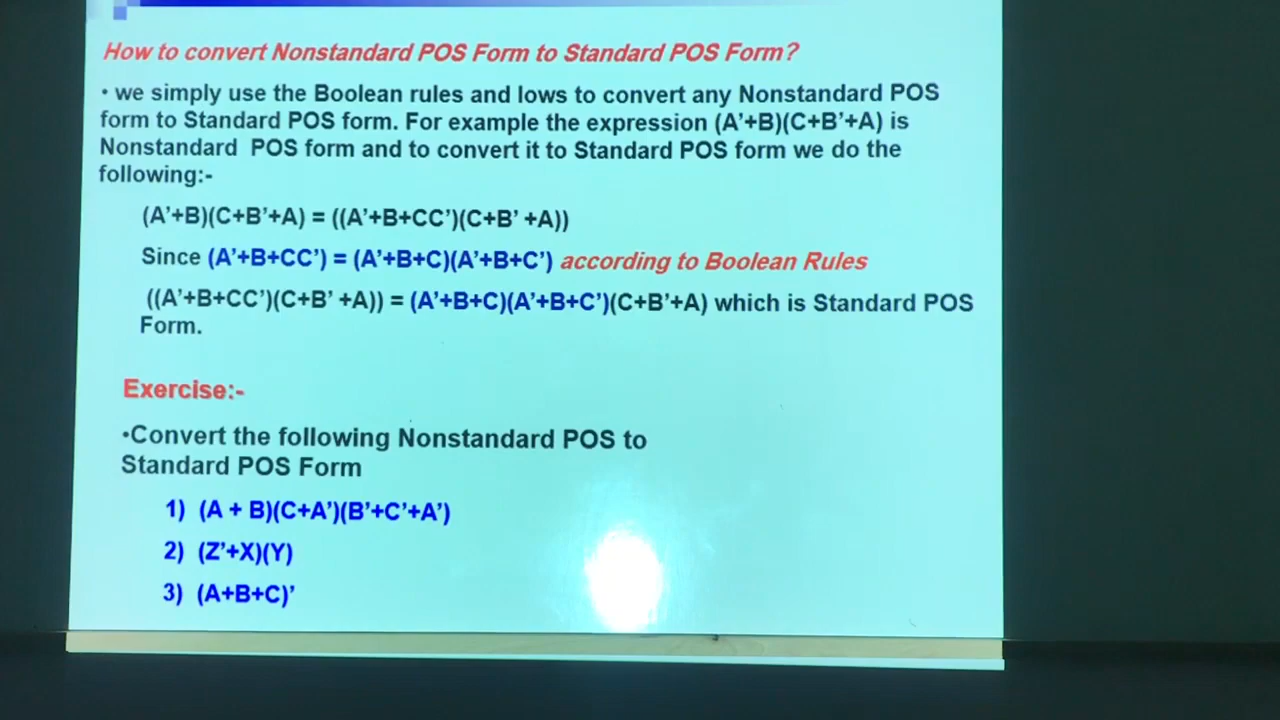 How to convert Nonstandard POS Form to Standard POS Form?
• we simply use the Boolean rules and lows to convert any Nonstandard POS
form to Standard POS form. For example the expression (A’+B)(C+B’+A) is
Nonstandard POS form and to convert it to Standard POS form we do the
following:-
(A’+B)(C+B’+A) = ((A’+B+CC’)(C+B’ +A))
Since (A’+B+CC’) = (A’+B+C)(A’+B+C’) according to Boolean Rules
((A’+B+CC’)(C+B’ +A)) = (A’+B+C)(A’+B+C’)(C+B’+A) which is Standard POS
Form.
Exercise:-
•Convert the following Nonstandard POS to
Standard POS Form
1) (A + B)(C+A’)(B’+C’+A’)
2) (Z’+X)(Y)
3) (A+B+C)’